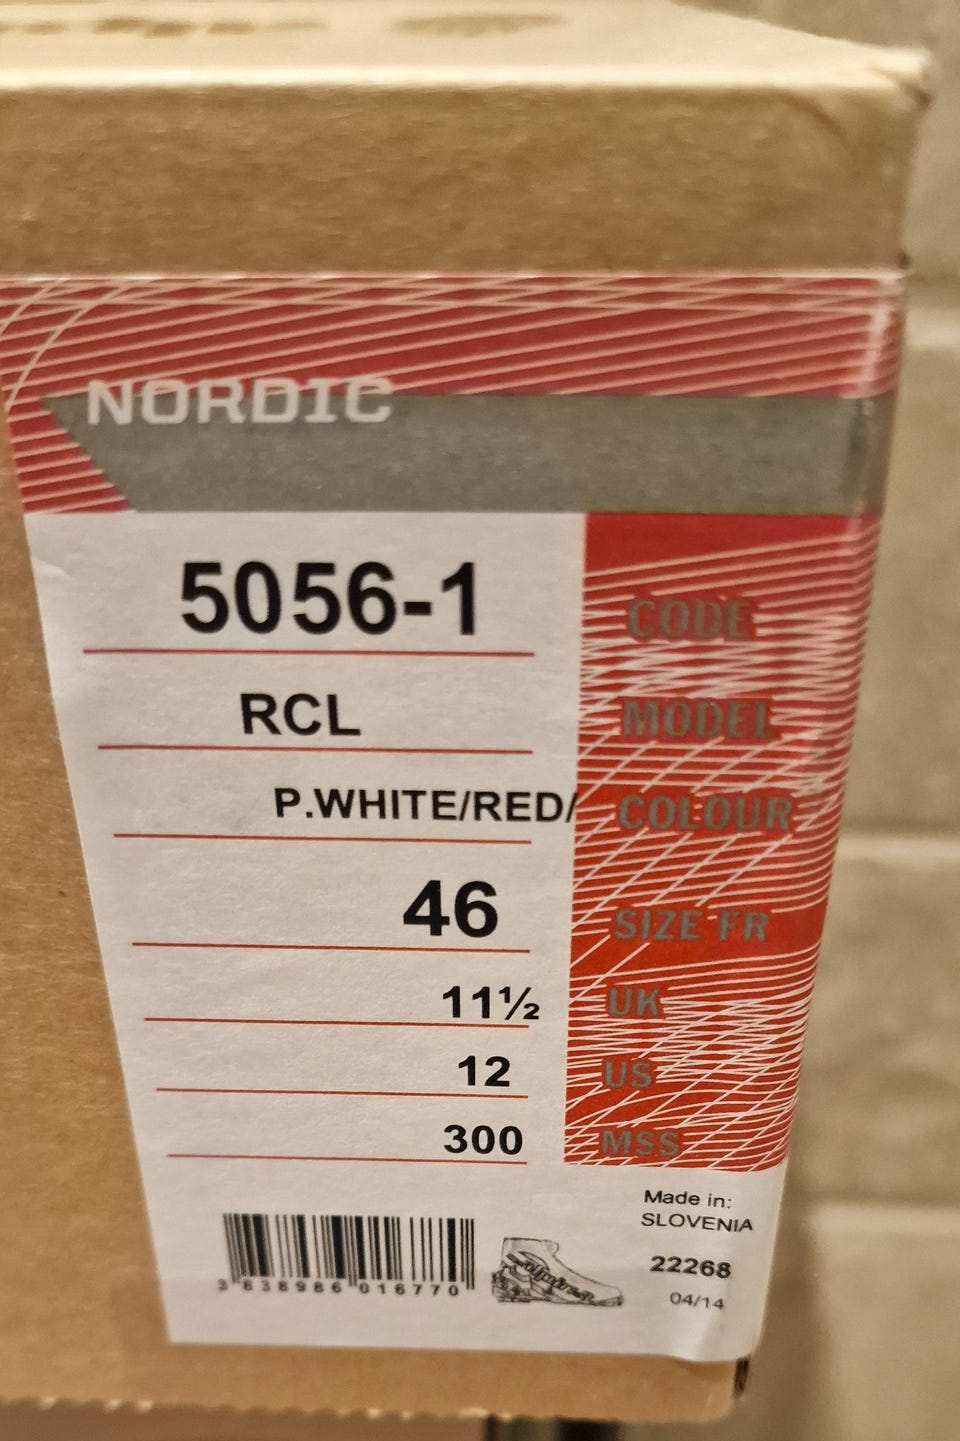 NORDIC
5056-1 CODE
RCL MODEL
P.WHITE/RED/ COLOUR
46 SIZE FR
11½ UK
12 US
300 MSS
Made in:
SLOVENIA
22268
04/14
3 838986 016770
alpina